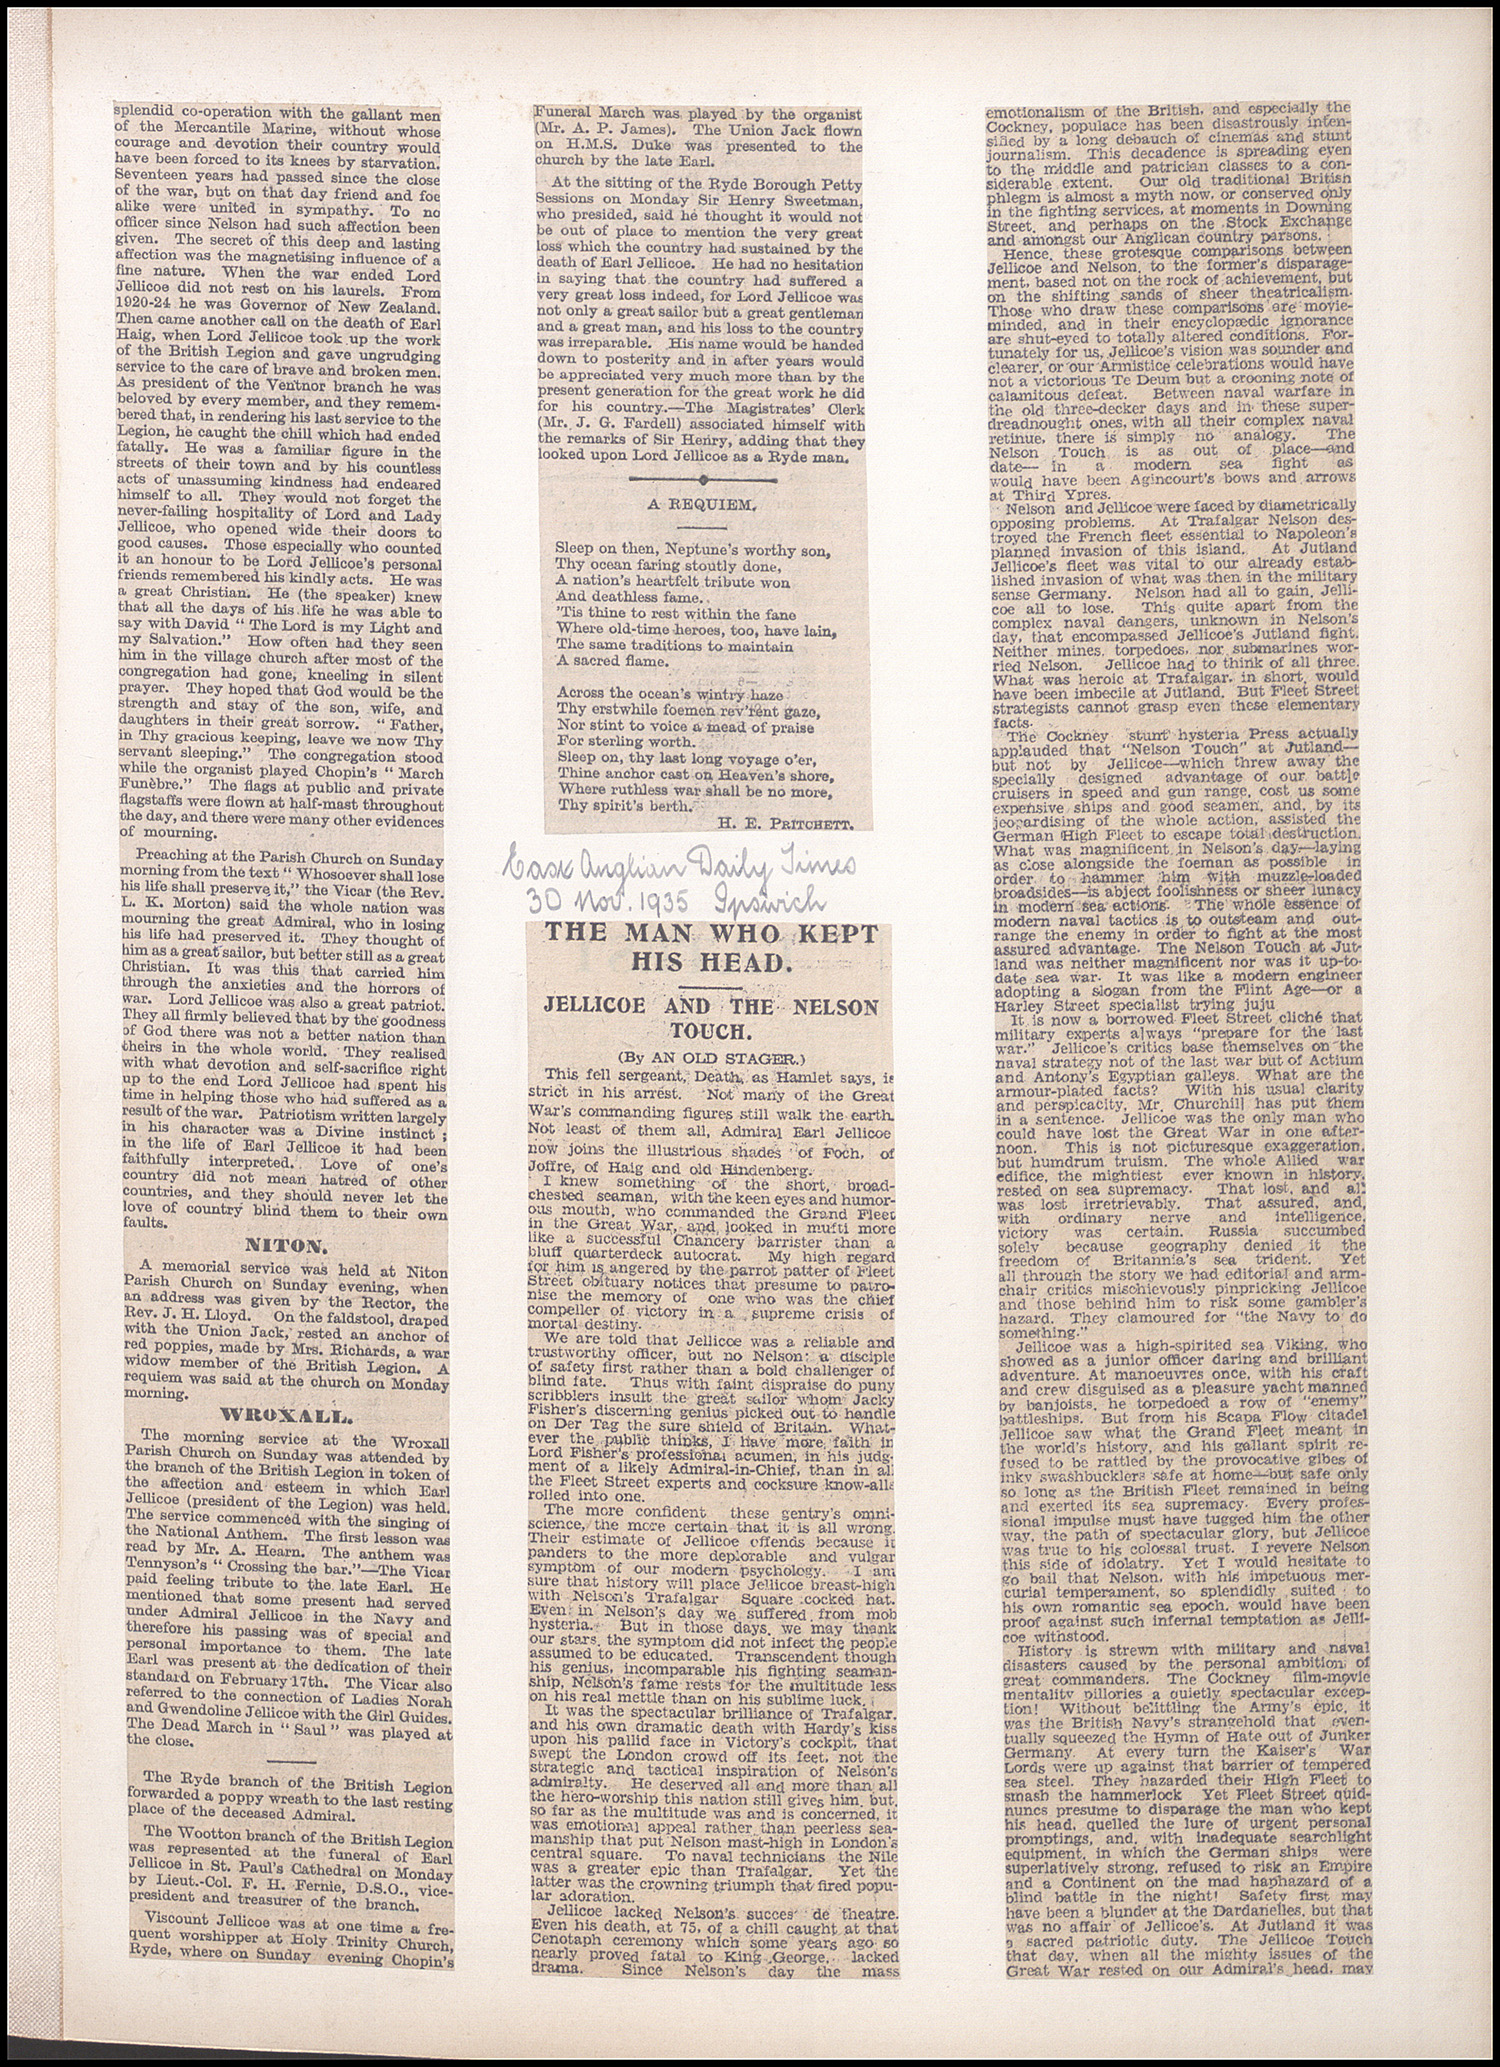 splendid co-operation with the gallant men
of the Mercantile Marine, without whose
courage and devotion their country would
have been forced to its knees by starvation.
Seventeen years had passed since the close
of the war, but on that day friend and foe
alike were united in sympathy. To no
officer since Nelson had such affection been
given. The secret of this deep and lasting
affection was the magnetising influence of a
fine nature. When the war ended Lord
Jellicoe did not rest on his laurels. From
1920-24 he was Governor of New Zealand.
Then came another call on the death of Earl
Haig, when Lord Jellicoe took up the work
of the British Legion and gave ungrudging
service to the care of brave and broken men.
As president of the Ventnor branch he was
beloved by every member, and they remem-
bered that, in rendering his last service to the
Legion, he caught the chill which had ended
fatally. He was a familiar figure in the
streets of their town and by his countless
acts of unassuming kindness had endeared
himself to all. They would not forget the
never-failing hospitality of Lord and Lady
Jellicoe, who opened wide their doors to
good causes. Those especially who counted
it an honour to be Lord Jellicoe's personal
friends remembered his kindly acts. He was
a great Christian. He (the speaker) knew
that all the days of his life he was able to
say with David " The Lord is my Light and
my Salvation." How often had they seen
him in the village church after most of the
congregation had gone, kneeling in silent
prayer. They hoped that God would be the
strength and stay of the son, wife, and
daughters in their great sorrow. " Father,
in Thy gracious keeping, leave we now Thy
servant sleeping." The congregation stood
while the organist played Chopin's " March
Funèbre." The flags at public and private
flagstaffs were flown at half-mast throughout
the day, and there were many other evidences
of mourning.
Preaching at the Parish Church on Sunday
morning from the text " Whosoever shall lose
his life shall preserve it," the Vicar (the Rev.
L. K. Morton) said the whole nation was
mourning the great Admiral, who in losing
his life had preserved it. They thought of
him as a great sailor, but better still as a great
Christian. It was this that carried him
through the anxieties and the horrors of
war. Lord Jellicoe was also a great patriot.
They all firmly believed that by the goodness
of God there was not a better nation than
theirs in the whole world. They realised
with what devotion and self-sacrifice right
up to the end Lord Jellicoe had spent his
time in helping those who had suffered as a
result of the war. Patriotism written largely
in his character was a Divine instinct ;
in the life of Earl Jellicoe it had been
faithfully interpreted. Love of one's
country did not mean hatred of other
countries, and they should never let the
love of country blind them to their own
faults.
NITON.
A memorial service was held at Niton
Parish Church on Sunday evening, when
an address was given by the Rector, the
Rev. J. H. Lloyd. On the faldstool, draped
with the Union Jack, rested an anchor of
red poppies, made by Mrs. Richards, a war
widow member of the British Legion. A
requiem was said at the church on Monday
morning.
WROXALL.
The morning service at the Wroxall
Parish Church on Sunday was attended by
the branch of the British Legion in token of
the affection and esteem in which Earl
Jellicoe (president of the Legion) was held.
The service commenced with the singing of
the National Anthem. The first lesson was
read by Mr. A. Hearn. The anthem was
Tennyson's " Crossing the bar."—The Vicar
paid feeling tribute to the late Earl. He
mentioned that some present had served
under Admiral Jellicoe in the Navy and
therefore his passing was of special and
personal importance to them. The late
Earl was present at the dedication of their
standard on February 17th. The Vicar also
referred to the connection of Ladies Norah
and Gwendoline Jellicoe with the Girl Guides.
The Dead March in " Saul " was played at
the close.
The Ryde branch of the British Legion
forwarded a poppy wreath to the last resting
place of the deceased Admiral.
The Wootton branch of the British Legion
was represented at the funeral of Earl
Jellicoe in St. Paul's Cathedral on Monday
by Lieut.-Col. F. H. Fernie, D.S.O., vice-
president and treasurer of the branch.
Viscount Jellicoe was at one time a fre-
quent worshipper at Holy Trinity Church,
Ryde, where on Sunday evening Chopin's
Funeral March was played by the organist
(Mr. A. P. James). The Union Jack flown
on H.M.S. Duke was presented to the
church by the late Earl.
At the sitting of the Ryde Borough Petty
Sessions on Monday Sir Henry Sweetman,
who presided, said he thought it would not
be out of place to mention the very great
loss which the country had sustained by the
death of Earl Jellicoe. He had no hesitation
in saying that the country had suffered a
very great loss indeed, for Lord Jellicoe was
not only a great sailor but a great gentleman
and a great man, and his loss to the country
was irreparable. His name would be handed
down to posterity and in after years would
be appreciated very much more than by the
present generation for the great work he did
for his country.—The Magistrates' Clerk
(Mr. J. G. Fardell) associated himself with
the remarks of Sir Henry, adding that they
looked upon Lord Jellicoe as a Ryde man.
A REQUIEM.
Sleep on then, Neptune's worthy son,
Thy ocean faring stoutly done,
A nation's heartfelt tribute won
And deathless fame.
'Tis thine to rest within the fane
Where old-time heroes, too, have lain,
The same traditions to maintain
A sacred flame.
Across the ocean's wintry haze
Thy erstwhile foemen rev'rent gaze,
Nor stint to voice a mead of praise
For sterling worth.
Sleep on, thy last long voyage o'er,
Thine anchor cast on Heaven's shore,
Where ruthless war shall be no more,
Thy spirit's berth.
H. E. PRITCHETT.
East Anglian Daily Times
30 Nov. 1935 Ipswich
THE MAN WHO KEPT
HIS HEAD.
JELLICOE AND THE NELSON
TOUCH.
(By AN OLD STAGER.)
This fell sergeant, Death, as Hamlet says, is
strict in his arrest. Not many of the Great
War's commanding figures still walk the earth.
Not least of them all, Admiral Earl Jellicoe
now joins the illustrious shades of Foch, of
Joffre, of Haig and old Hindenberg.
I knew something of the short, broad-
chested seaman, with the keen eyes and humor-
ous mouth, who commanded the Grand Fleet
in the Great War, and looked in mufti more
like a successful Chancery barrister than a
bluff quarterdeck autocrat. My high regard
for him is angered by the parrot patter of Fleet
Street obituary notices that presume to patro-
nise the memory of one who was the chief
compeller of victory in a supreme crisis of
mortal destiny.
We are told that Jellicoe was a reliable and
trustworthy officer, but no Nelson; a disciple
of safety first rather than a bold challenger of
blind fate. Thus with faint dispraise do puny
scribblers insult the great sailor whom Jacky
Fisher's discerning genius picked out to handle
on Der Tag the sure shield of Britain. What-
ever the public thinks, I have more faith in
Lord Fisher's professional acumen, in his judg-
ment of a likely Admiral-in-Chief, than in all
the Fleet Street experts and cocksure know-alls
rolled into one.
The more confident these gentry's omni-
science, the more certain that it is all wrong.
Their estimate of Jellicoe offends because it
panders to the more deplorable and vulgar
symptom of our modern psychology. I am
sure that history will place Jellicoe breast-high
with Nelson's Trafalgar Square cocked hat.
Even in Nelson's day we suffered from mob
hysteria. But in those days, we may thank
our stars, the symptom did not infect the people
assumed to be educated. Transcendent though
his genius, incomparable his fighting seaman-
ship, Nelson's fame rests for the multitude less
on his real mettle than on his sublime luck.
It was the spectacular brilliance of Trafalgar,
and his own dramatic death with Hardy's kiss
upon his pallid face in Victory's cockpit, that
swept the London crowd off its feet, not the
strategic and tactical inspiration of Nelson's
admiralty. He deserved all and more than all
the hero-worship this nation still gives him, but,
so far as the multitude was and is concerned, it
was emotional appeal rather than peerless sea-
manship that put Nelson mast-high in London's
central square. To naval technicians the Nile
was a greater epic than Trafalgar. Yet the
latter was the crowning triumph that fired popu-
lar adoration.
Jellicoe lacked Nelson's succes de theatre.
Even his death, at 75, of a chill caught at that
Cenotaph ceremony which some years ago so
nearly proved fatal to King George, lacked
drama. Since Nelson's day the mass
emotionalism of the British, and especially the
Cockney, populace has been disastrously inten-
sified by a long debauch of cinemas and stunt
journalism. This decadence is spreading even
to the middle and patrician classes to a con-
siderable extent. Our old traditional British
phlegm is almost a myth now, or conserved only
in the fighting services, at moments in Downing
Street, and perhaps on the Stock Exchange
and amongst our Anglican country parsons.
Hence, these grotesque comparisons between
Jellicoe and Nelson, to the former's disparage-
ment, based not on the rock of achievement, but
on the shifting sands of sheer theatricalism.
Those who draw these comparisons are movie-
minded, and in their encyclopædic ignorance
are shut-eyed to totally altered conditions. For-
tunately for us, Jellicoe's vision was sounder and
clearer, or our Armistice celebrations would have
not a victorious Te Deum but a crooning note of
calamitous defeat. Between naval warfare in
the old three-decker days and in these super-
dreadnought ones, with all their complex naval
retinue, there is simply no analogy. The
Nelson Touch is as out of place—and
date— in a modern sea fight as
would have been Agincourt's bows and arrows
at Third Ypres.
Nelson and Jellicoe were faced by diametrically
opposing problems. At Trafalgar Nelson des-
troyed the French fleet essential to Napoleon's
planned invasion of this island. At Jutland
Jellicoe's fleet was vital to our already estab-
lished invasion of what was then in the military
sense Germany. Nelson had all to gain, Jelli-
coe all to lose. This quite apart from the
complex naval dangers, unknown in Nelson's
day, that encompassed Jellicoe's Jutland fight.
Neither mines, torpedoes, nor submarines wor-
ried Nelson. Jellicoe had to think of all three.
What was heroic at Trafalgar, in short, would
have been imbecile at Jutland. But Fleet Street
strategists cannot grasp even these elementary
facts.
The Cockney stunt hysteria Press actually
applauded that "Nelson Touch" at Jutland—
but not by Jellicoe—which threw away the
specially designed advantage of our battle
cruisers in speed and gun range, cost us some
expensive ships and good seamen, and, by its
jeopardising of the whole action, assisted the
German High Fleet to escape total destruction.
What was magnificent in Nelson's day—laying
as close alongside the foeman as possible in
order to hammer him with muzzle-loaded
broadsides—is abject foolishness or sheer lunacy
in modern sea actions. The whole essence of
modern naval tactics is to outsteam and out-
range the enemy in order to fight at the most
assured advantage. The Nelson Touch at Jut-
land was neither magnificent nor was it up-to-
date sea war. It was like a modern engineer
adopting a slogan from the Flint Age—or a
Harley Street specialist trying juju
It is now a borrowed Fleet Street cliché that
military experts always "prepare for the last
war." Jellicoe's critics base themselves on the
naval strategy not of the last war but of Actium
and Antony's Egyptian galleys. What are the
armour-plated facts? With his usual clarity
and perspicacity, Mr. Churchill has put them
in a sentence. Jellicoe was the only man who
could have lost the Great War in one after-
noon. This is not picturesque exaggeration,
but humdrum truism. The whole Allied war
edifice, the mightiest ever known in history,
rested on sea supremacy. That lost, and all
was lost irretrievably. That assured, and,
with ordinary nerve and intelligence,
victory was certain. Russia succumbed
solely because geography denied it the
freedom of Britannia's sea trident. Yet
all through the story we had editorial and arm-
chair critics mischievously pinpricking Jellicoe
and those behind him to risk some gambler's
hazard. They clamoured for "the Navy to do
something."
Jellicoe was a high-spirited sea Viking, who
showed as a junior officer daring and brilliant
adventure. At manoeuvres once, with his craft
and crew disguised as a pleasure yacht manned
by banjoists, he torpedoed a row of "enemy"
battleships. But from his Scapa Flow citadel
Jellicoe saw what the Grand Fleet meant in
the world's history, and his gallant spirit re-
fused to be rattled by the provocative gibes of
inky swashbucklers safe at home—but safe only
so long as the British Fleet remained in being
and exerted its sea supremacy. Every profes-
sional impulse must have tugged him the other
way, the path of spectacular glory, but Jellicoe
was true to his colossal trust. I revere Nelson
this side of idolatry. Yet I would hesitate to
go bail that Nelson, with his impetuous mer-
curial temperament, so splendidly suited to
his own romantic sea epoch, would have been
proof against such infernal temptation as Jelli-
coe withstood.
History is strewn with military and naval
disasters caused by the personal ambition of
great commanders. The Cockney film-movie
mentality pillories a quietly spectacular excep-
tion! Without belittling the Army's epic, it
was the British Navy's stranglehold that even-
tually squeezed the Hymn of Hate out of Junker
Germany. At every turn the Kaiser's War
Lords were up against that barrier of tempered
sea steel. They hazarded their High Fleet to
smash the hammerlock Yet Fleet Street quid-
nuncs presume to disparage the man who kept
his head, quelled the lure of urgent personal
promptings, and, with inadequate searchlight
equipment, in which the German ships were
superlatively strong, refused to risk an Empire
and a Continent on the mad haphazard of a
blind battle in the night! Safety first may
have been a blunder at the Dardanelles, but that
was no affair of Jellicoe's. At Jutland it was
a sacred patriotic duty. The Jellicoe Touch
that day, when all the mighty issues of the
Great War rested on our Admiral's head, may